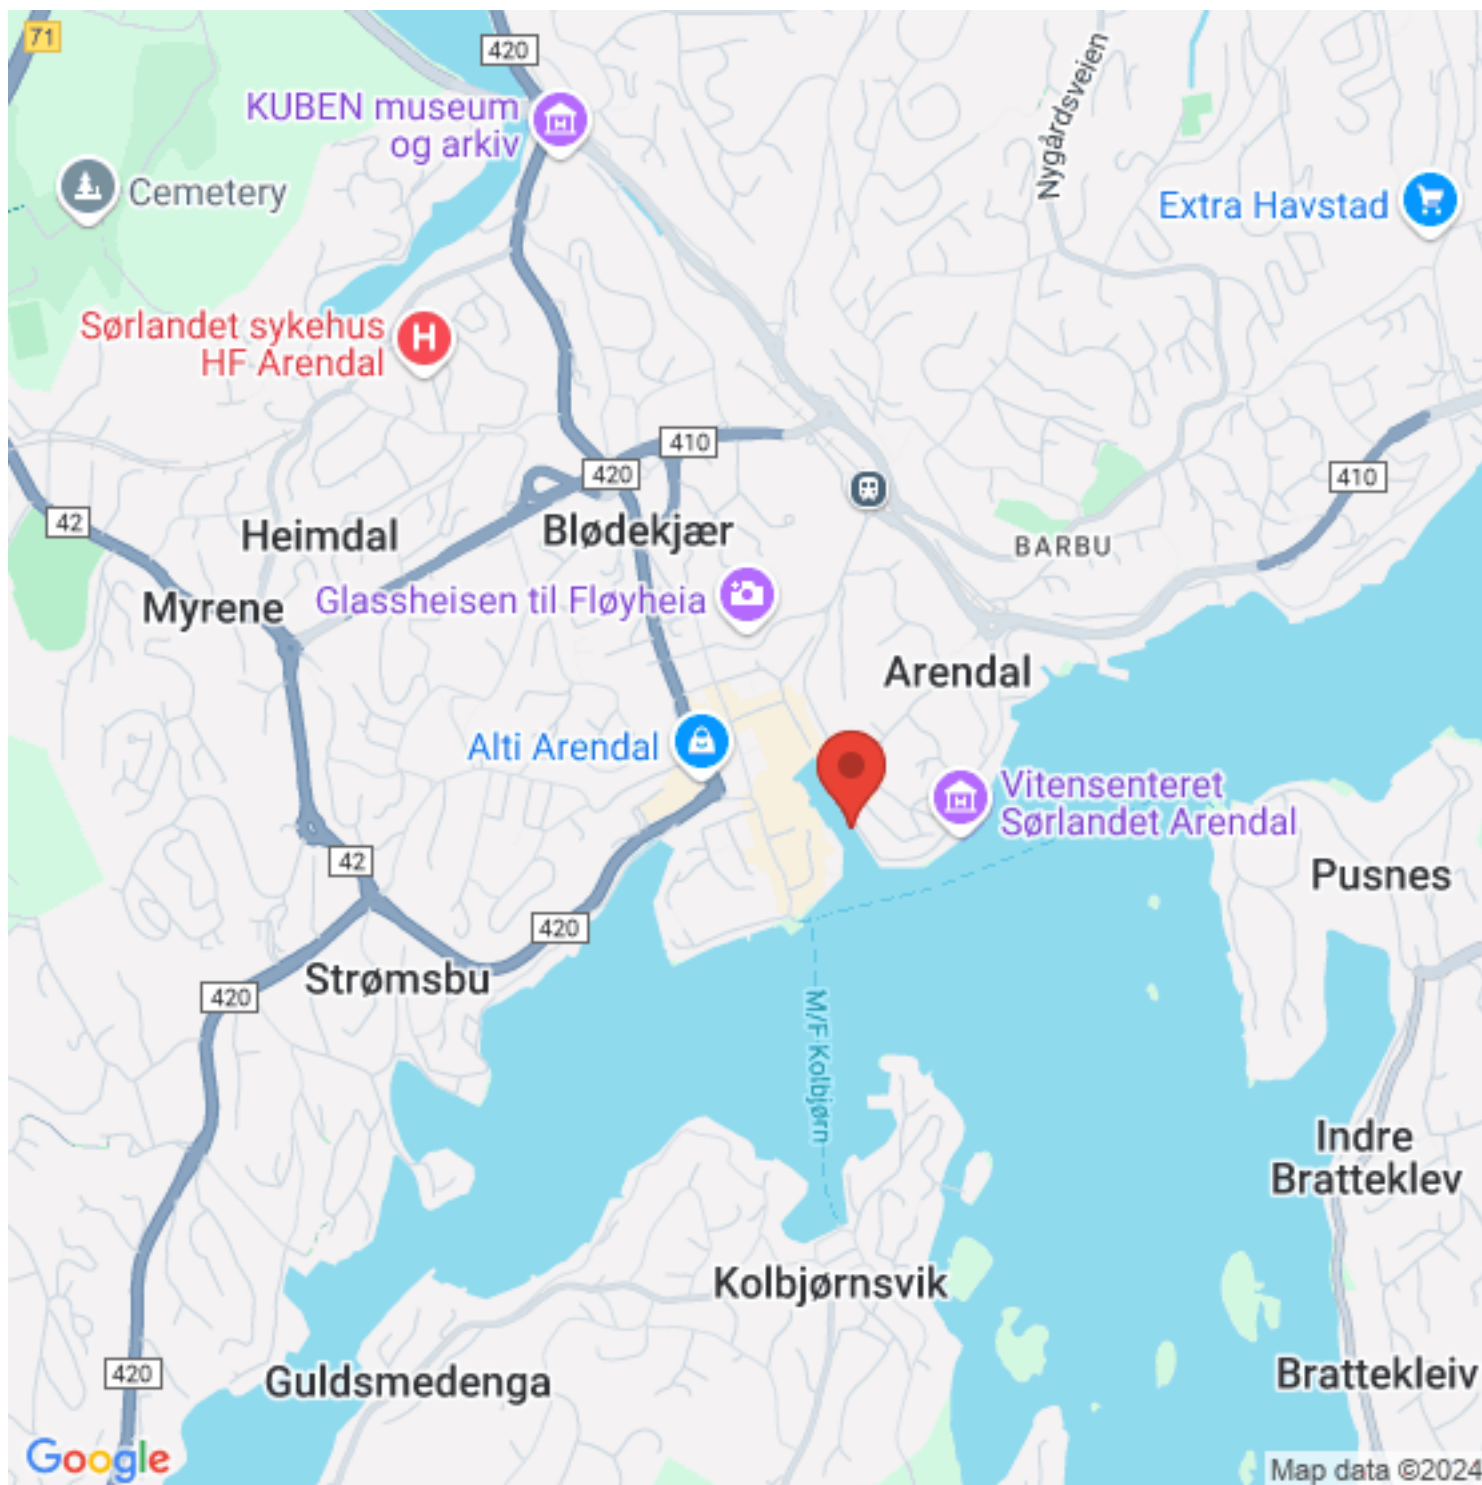 71
420
KUBEN museum
og arkiv
Nygårdsveien
Cemetery
Extra Havstad
Sørlandet sykehus
HF Arendal
410
420
410
42
Heimdal
Blødekjær
BARBU
Myrene
Glassheisen til Fløyheia
Arendal
Alti Arendal
Vitensenteret
Sørlandet Arendal
42
Pusnes
420
Strømsbu
420
M/F Kolbjørn
Indre
Bratteklev
Kolbjørnsvik
420
Guldsmedenga
Brattekleiv
Google
Map data ©2024